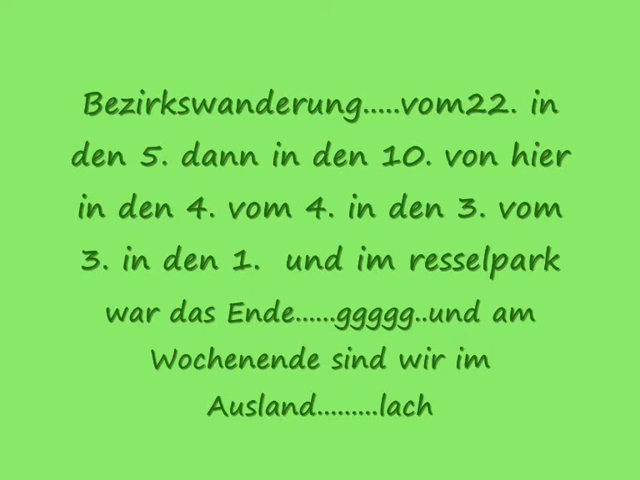 Bezirkswanderung.....vom22. in
den 5. dann in den 10. von hier
in den 4. vom 4. in den 3. vom
3. in den 1.  und im resselpark
war das Ende......ggggg..und am
Wochenende sind wir im
Ausland.........lach